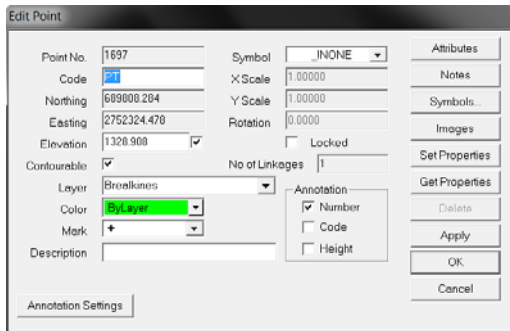 Edit Point
Point No. 1697 Symbol _INONE Attributes
Code PT X Scale 1.00000 Notes
Northing 689808.284 Y Scale 1.00000 Symbols...
Easting 2752324.478 Rotation 0.0000 Images
Elevation 1328.908 Locked Set Properties
Contourable No of Linkages 1 Get Properties
Layer Brealkines Annotation Delete
Color ByLayer Number Apply
Mark + Code OK
Description Height Cancel
Annotation Settings